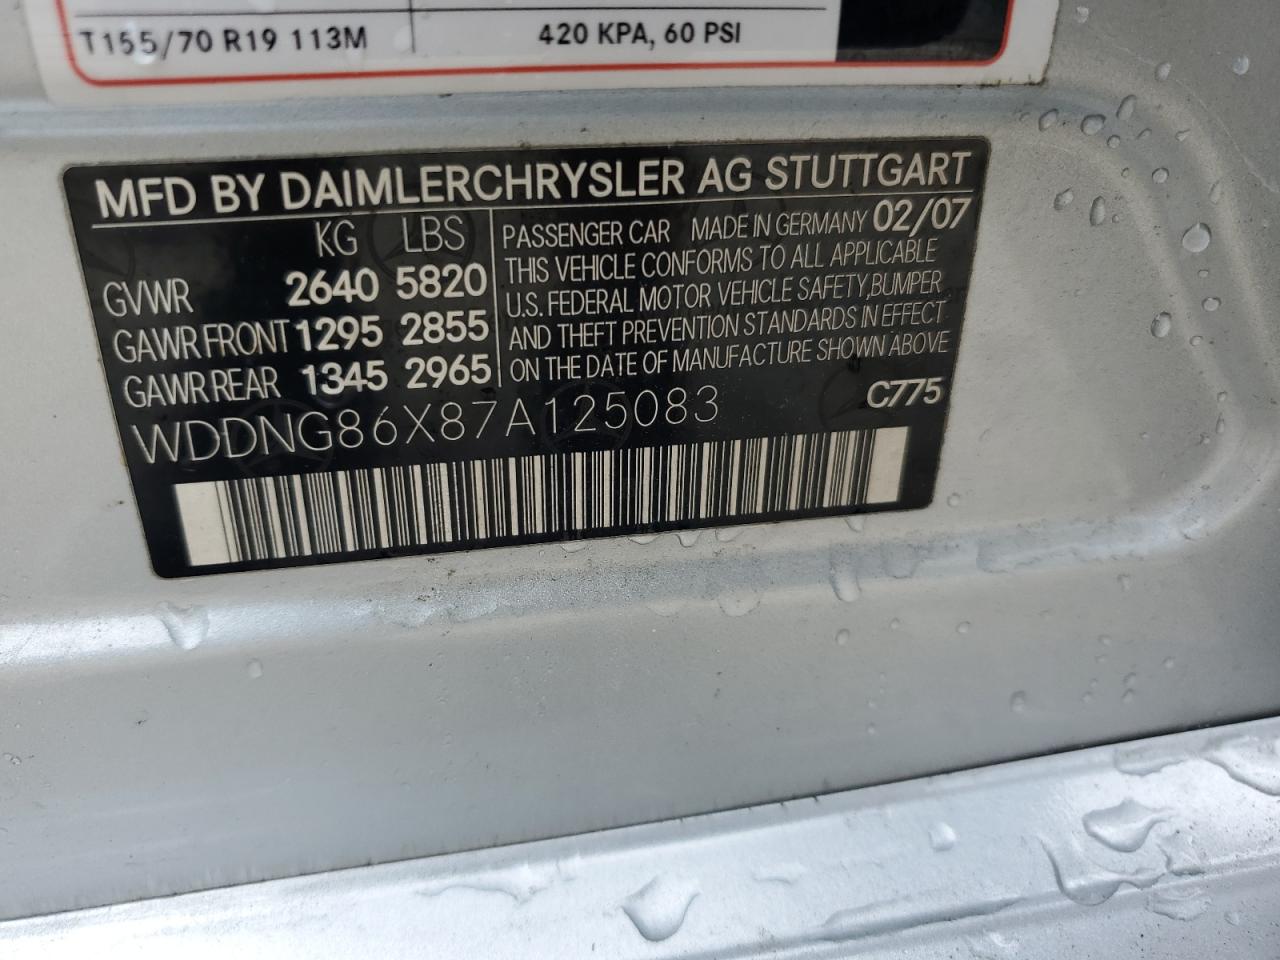 T155/70 R19 113M 420 KPA, 60 PSI
MFD BY DAIMLERCHRYSLER AG STUTTGART
KG LBS
GVWR 2640 5820
GAWR FRONT 1295 2855
GAWR REAR 1345 2965
PASSENGER CAR MADE IN GERMANY 02/07
THIS VEHICLE CONFORMS TO ALL APPLICABLE
U.S. FEDERAL MOTOR VEHICLE SAFETY,BUMPER
AND THEFT PREVENTION STANDARDS IN EFFECT
ON THE DATE OF MANUFACTURE SHOWN ABOVE
WDDNG86X87A125083 C775